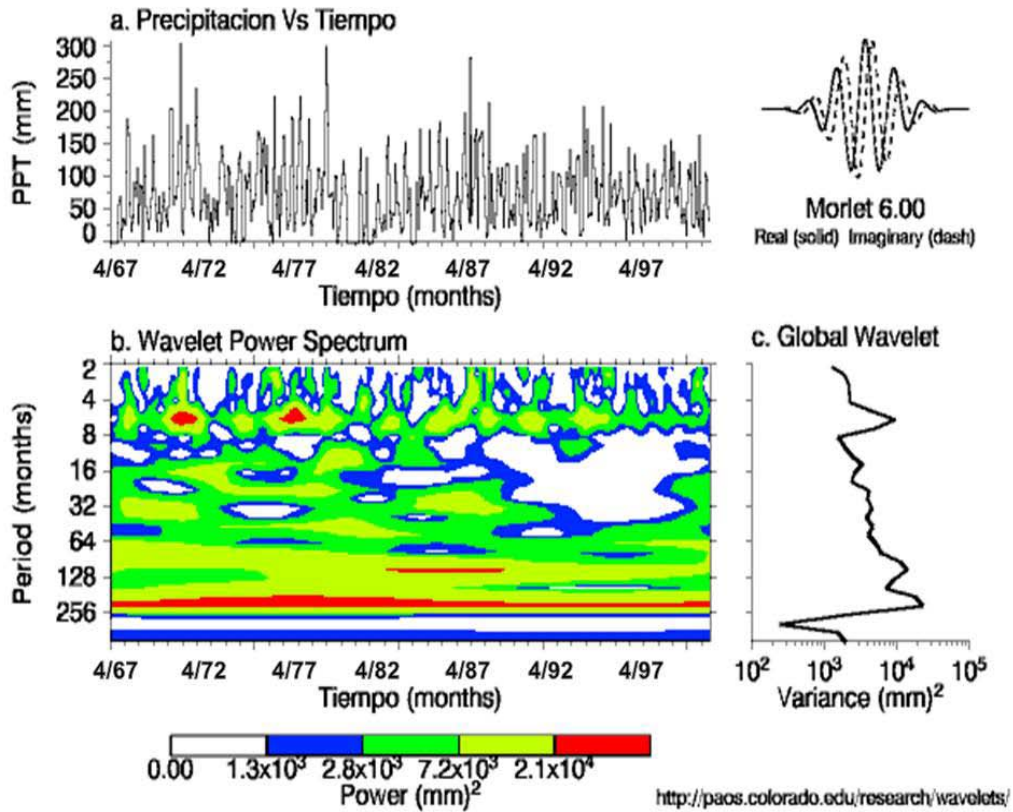 a. Precipitacion Vs Tiempo
PPT (mm)
300
250
200
150
100
50
0
4/67 4/72 4/77 4/82 4/87 4/92 4/97
Tiempo (months)
Morlet 6.00
Real (solid) Imaginary (dash)
b. Wavelet Power Spectrum
Period (months)
2
4
8
16
32
64
128
256
4/67 4/72 4/77 4/82 4/87 4/92 4/97
Tiempo (months)
c. Global Wavelet
10² 10³ 10⁴ 10⁵
Variance (mm)²
0.00 1.3x10³ 2.8x10³ 7.2x10³ 2.1x10⁴
Power (mm)²
http://paos.colorado.edu/research/wavelets/